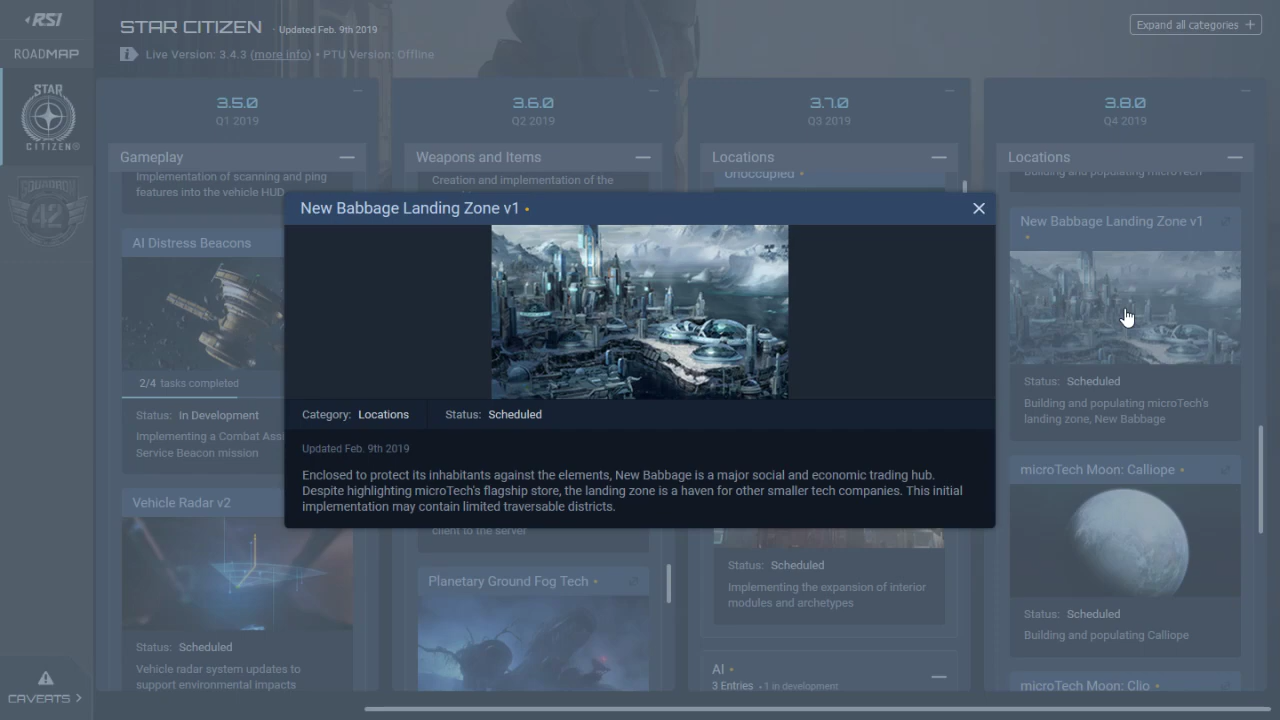 RSI
ROADMAP
STAR
CITIZEN
SQUADRON
42
CAVEATS
STAR CITIZEN • Updated Feb. 9th 2019
Live Version: 3.4.3 (more info) • PTU Version: Offline
Expand all categories
3.5.0
Q1 2019
Gameplay
Implementation of scanning and ping
features into the vehicle HUD
AI Distress Beacons
2/4 tasks completed
Status: In Development
Implementing a Combat Ass
Service Beacon mission
Vehicle Radar v2
Status: Scheduled
Vehicle radar system updates to
support environmental impacts
3.6.0
Q2 2019
Weapons and Items
Creation and implementation of the
client to the server
Planetary Ground Fog Tech •
3.7.0
Q3 2019
Locations
Unoccupied •
Status: Scheduled
Implementing the expansion of interior
modules and archetypes
AI •
3 Entries • 1 in development
3.8.0
Q4 2019
Locations
Building and populating microTech
New Babbage Landing Zone v1
•
Status: Scheduled
Building and populating microTech's
landing zone, New Babbage
microTech Moon: Calliope •
Status: Scheduled
Building and populating Calliope
microTech Moon: Clio •
New Babbage Landing Zone v1 •
Category: Locations
Status: Scheduled
Updated Feb. 9th 2019
Enclosed to protect its inhabitants against the elements, New Babbage is a major social and economic trading hub.
Despite highlighting microTech's flagship store, the landing zone is a haven for other smaller tech companies. This initial
implementation may contain limited traversable districts.